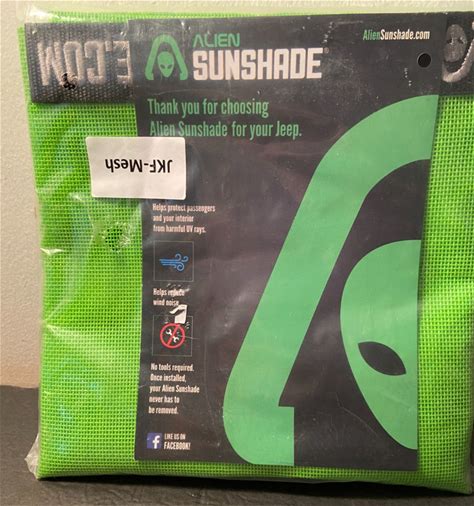 E.COM
ALIEN
SUNSHADE®
AlienSunshade.com
Thank you for choosing
Alien Sunshade for your Jeep.
JKF-Mesh
Helps protect passengers
and your interior
from harmful UV rays.
Helps reduce
wind noise
No tools required.
Once installed,
your Alien Sunshade
never has to
be removed.
f LIKE US ON
FACEBOOK!